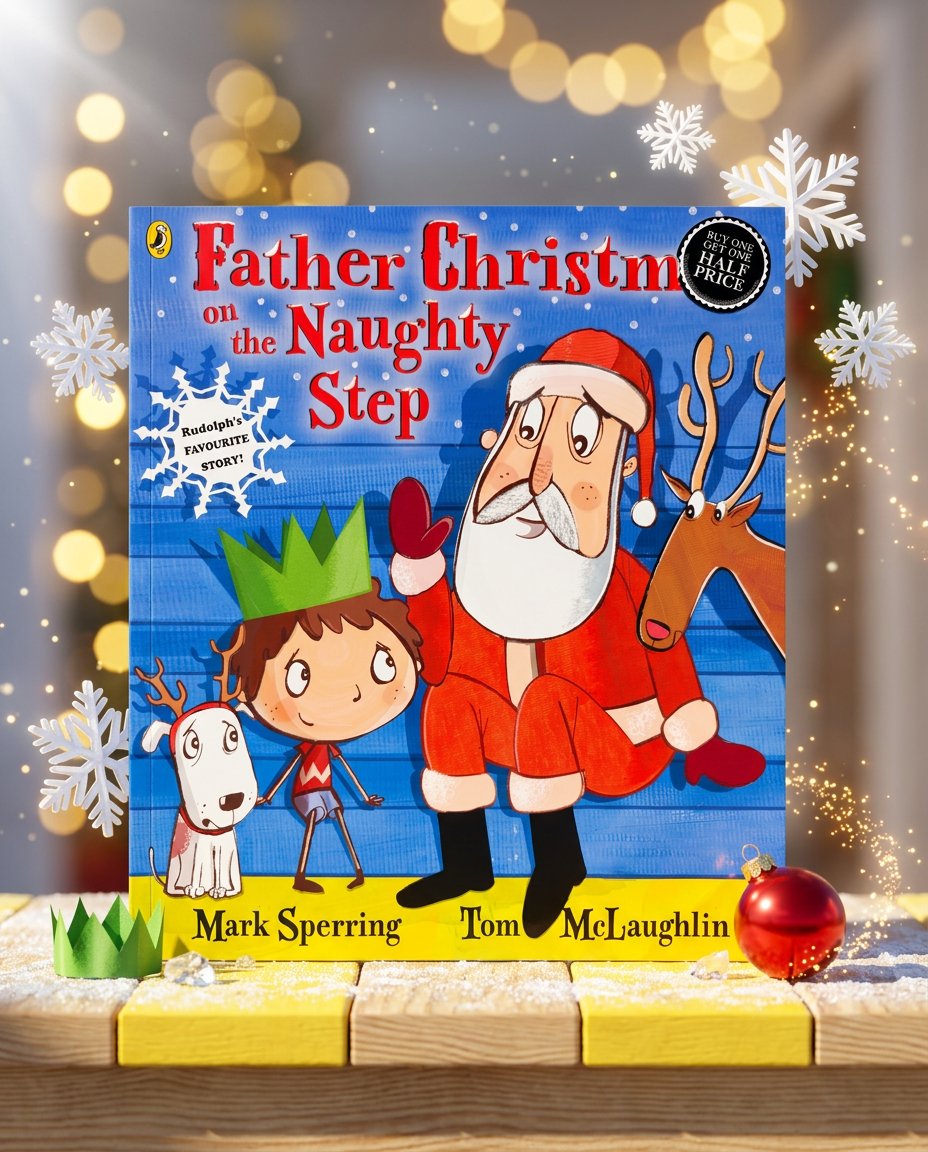 Father Christm
on
the Naughty
Step
BUY ONE
GET ONE
HALF
PRICE
Rudolph's
FAVOURITE
STORY!
Mark Sperring Tom McLaughlin